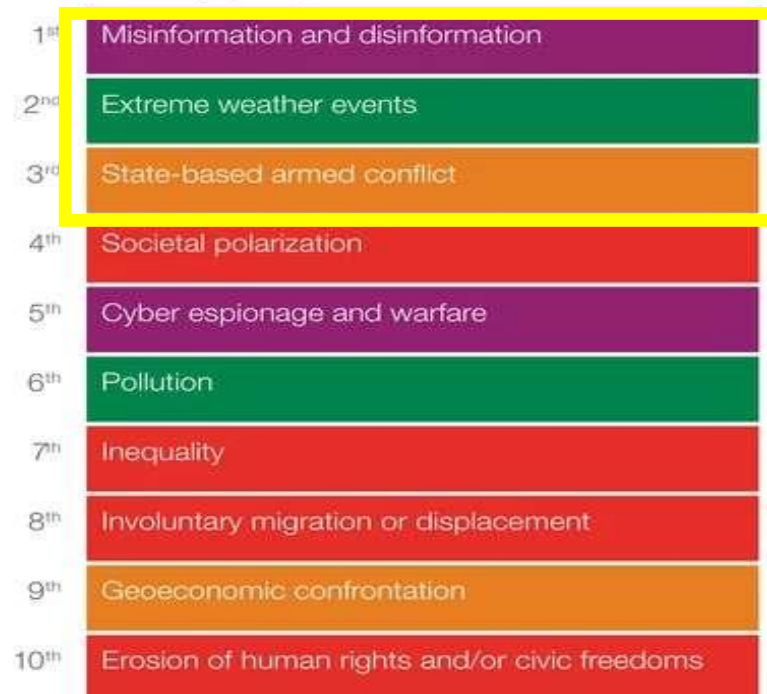 1st Misinformation and disinformation
2nd Extreme weather events
3rd State-based armed conflict
4th Societal polarization
5th Cyber espionage and warfare
6th Pollution
7th Inequality
8th Involuntary migration or displacement
9th Geoeconomic confrontation
10th Erosion of human rights and/or civic freedoms